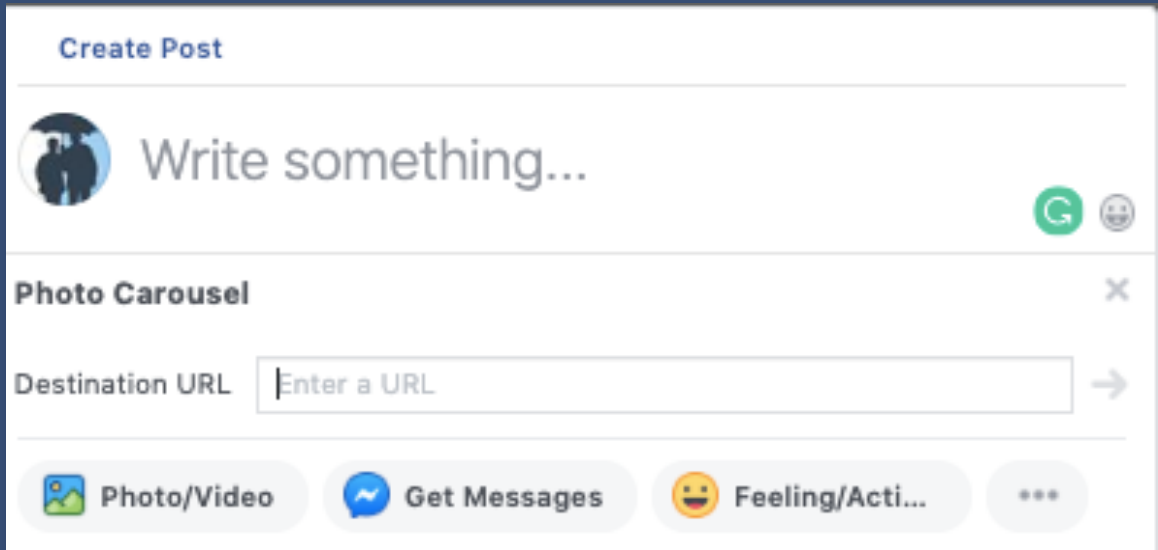 Create Post
Write something...
Photo Carousel
Destination URL Enter a URL
Photo/Video Get Messages Feeling/Acti...